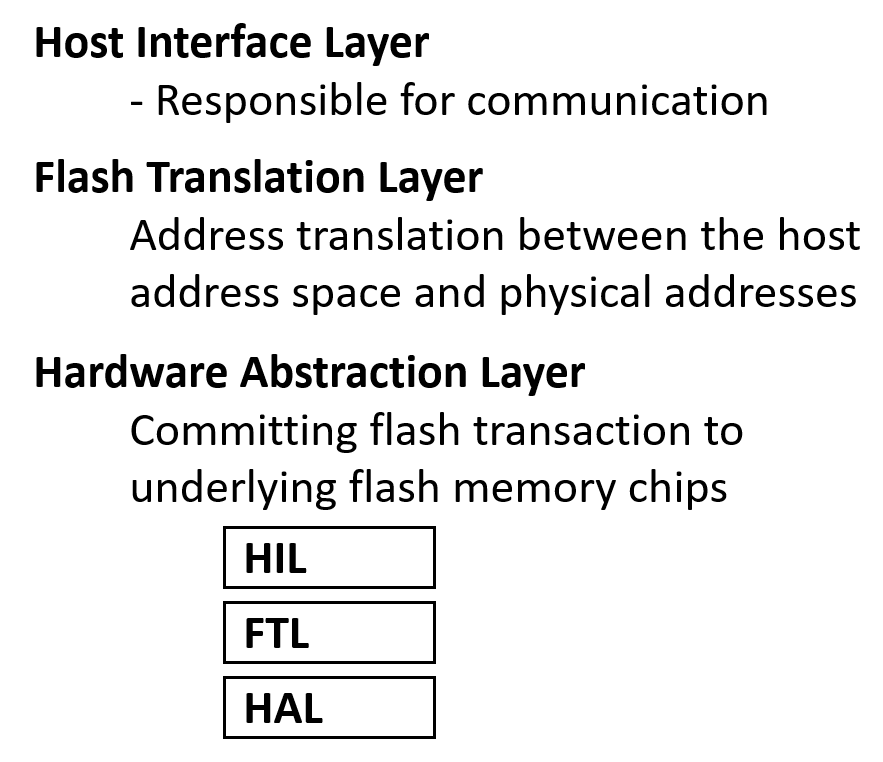 Host Interface Layer
- Responsible for communication
Flash Translation Layer
Address translation between the host
address space and physical addresses
Hardware Abstraction Layer
Committing flash transaction to
underlying flash memory chips
HIL
FTL
HAL